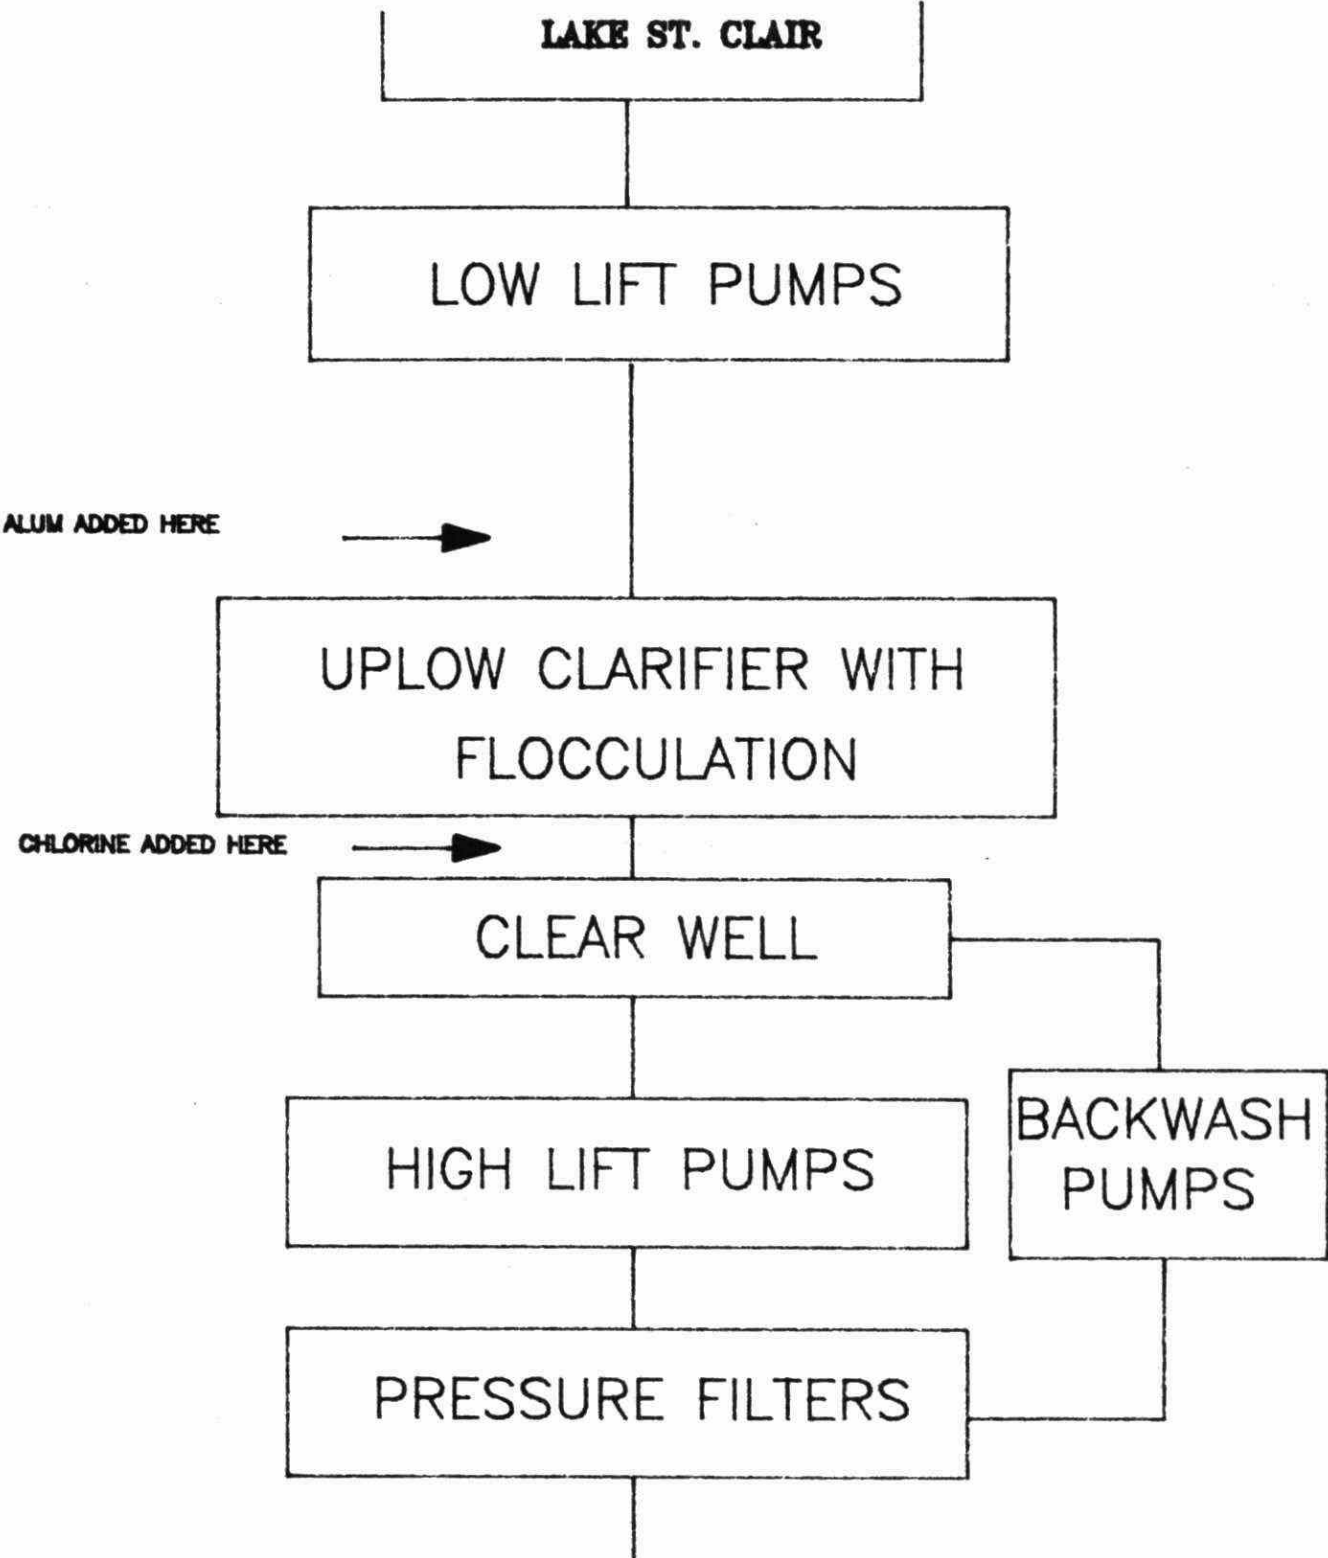 LAKE ST. CLAIR
LOW LIFT PUMPS
ALUM ADDED HERE
UPLOW CLARIFIER WITH
FLOCCULATION
CHLORINE ADDED HERE
CLEAR WELL
HIGH LIFT PUMPS
BACKWASH
PUMPS
PRESSURE FILTERS